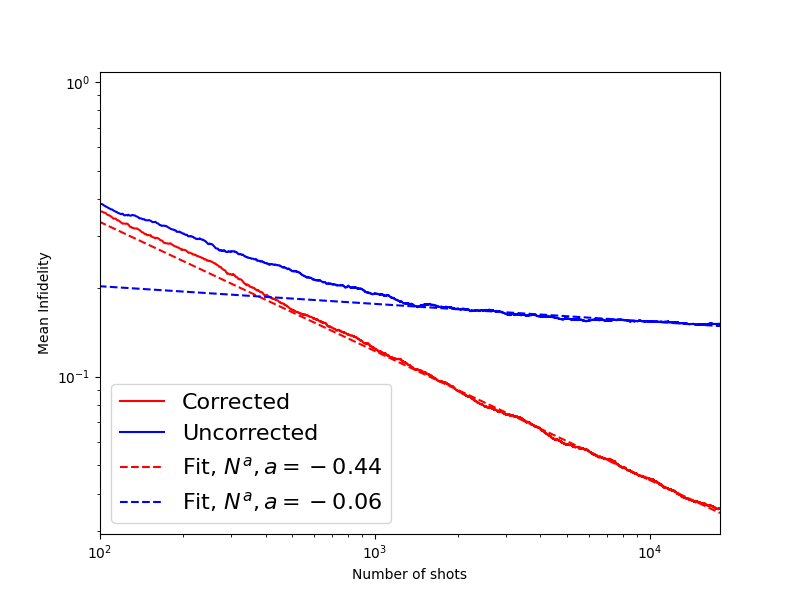 10⁰
10⁻¹
Mean Infidelity
Corrected
Uncorrected
Fit, Nᵃ, a = −0.44
Fit, Nᵃ, a = −0.06
10² 10³ 10⁴
Number of shots